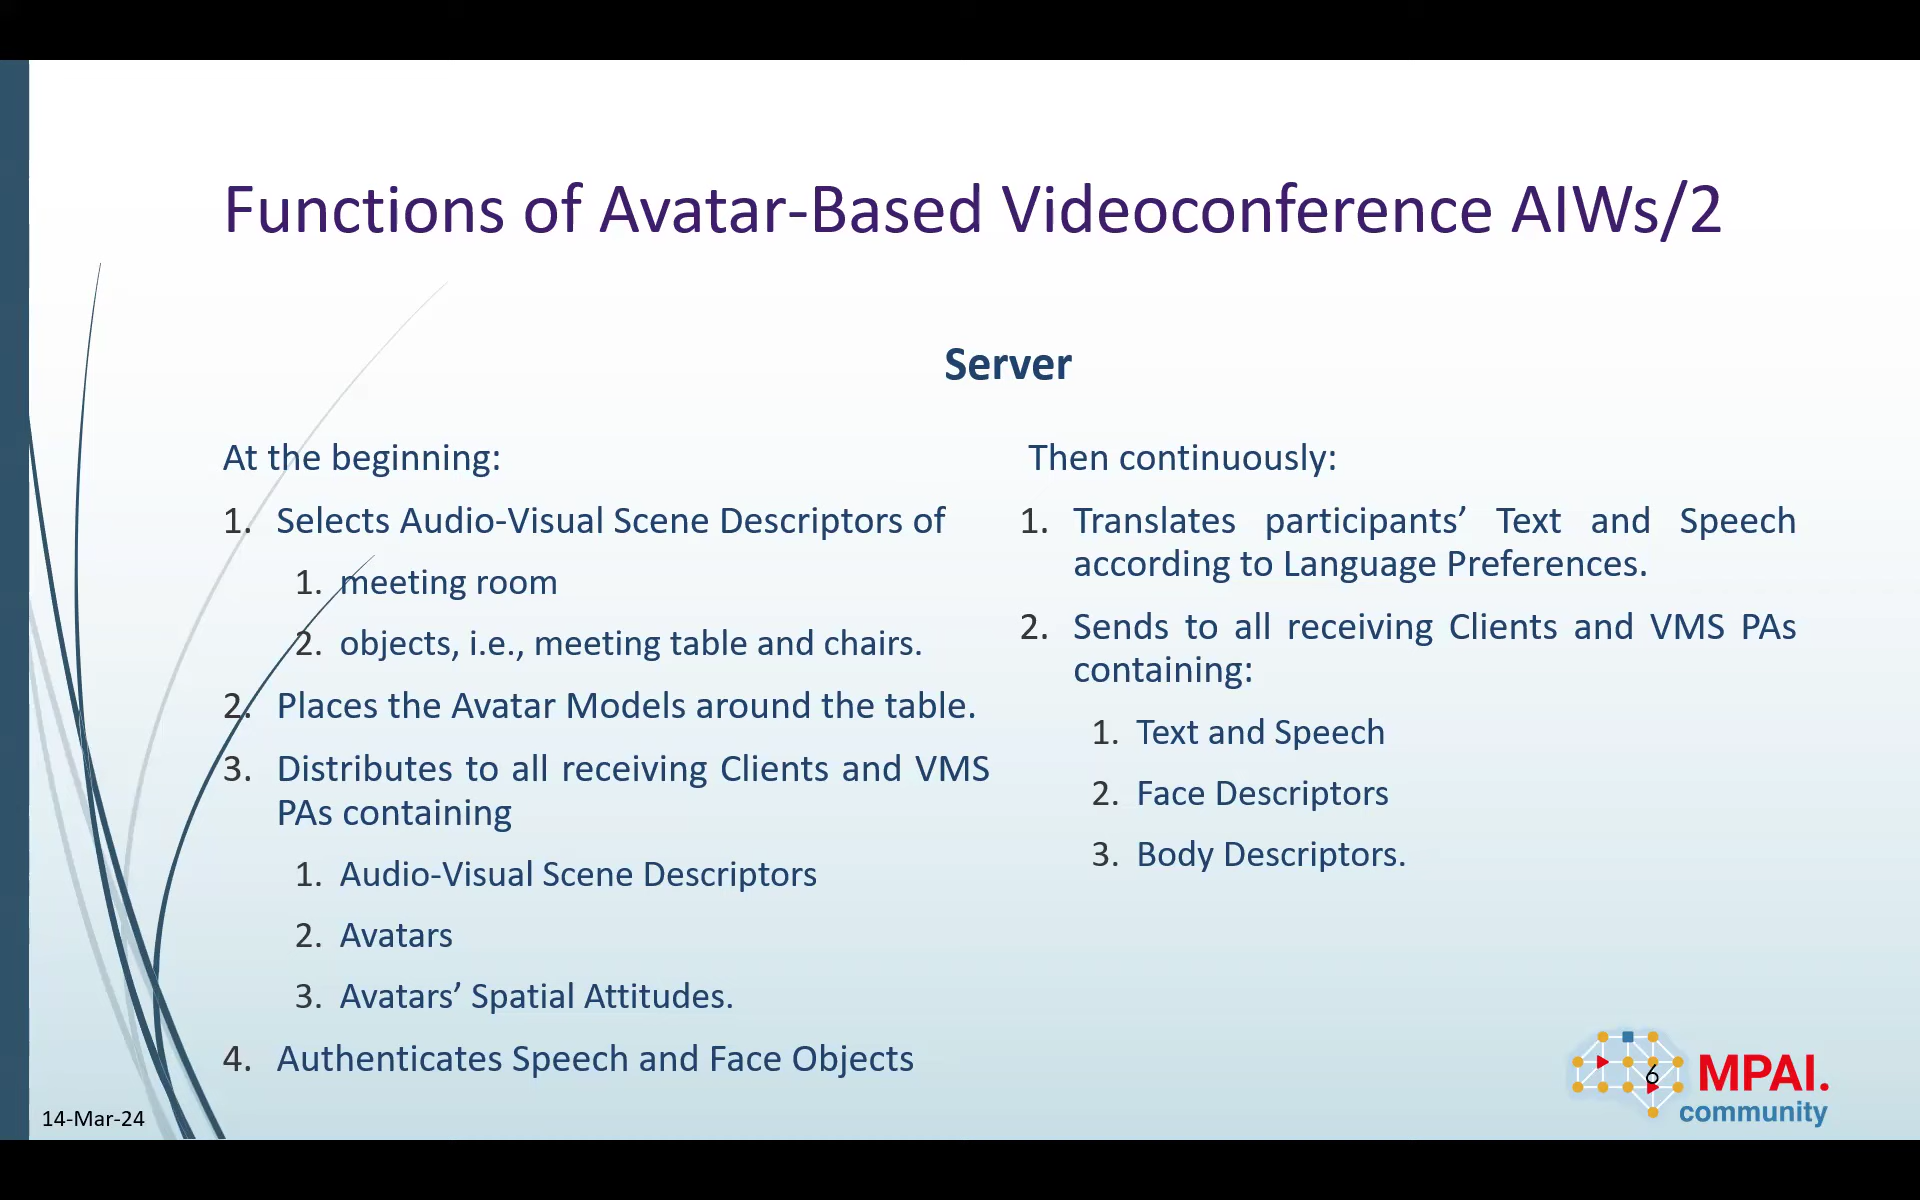 Functions of Avatar-Based Videoconference AIWs/2
Server
At the beginning:
1. Selects Audio-Visual Scene Descriptors of
1. meeting room
2. objects, i.e., meeting table and chairs.
2. Places the Avatar Models around the table.
3. Distributes to all receiving Clients and VMS
PAs containing
1. Audio-Visual Scene Descriptors
2. Avatars
3. Avatars’ Spatial Attitudes.
4. Authenticates Speech and Face Objects
Then continuously:
1. Translates participants’ Text and Speech
according to Language Preferences.
2. Sends to all receiving Clients and VMS PAs
containing:
1. Text and Speech
2. Face Descriptors
3. Body Descriptors.
14-Mar-24
6
MPAI.
community